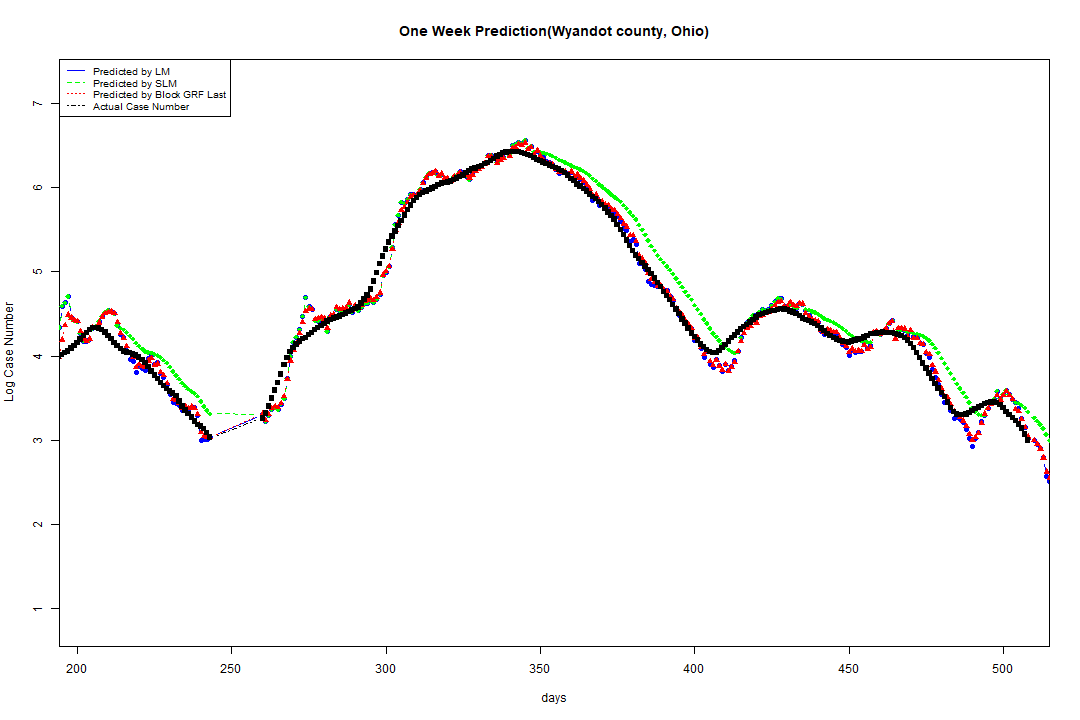 One Week Prediction(Wyandot county, Ohio)
Predicted by LM
Predicted by SLM
Predicted by Block GRF Last
Actual Case Number
7
6
5
4
3
2
1
Log Case Number
200 250 300 350 400 450 500
days